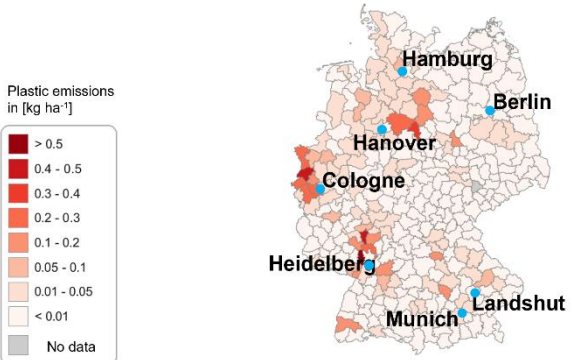 Plastic emissions
in [kg ha⁻¹]
> 0.5
0.4 - 0.5
0.3 - 0.4
0.2 - 0.3
0.1 - 0.2
0.05 - 0.1
0.01 - 0.05
< 0.01
No data
Hamburg
Berlin
Hanover
Cologne
Heidelberg
Landshut
Munich